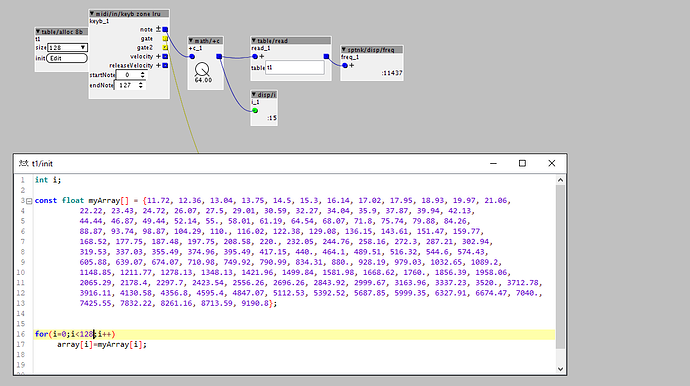 table/alloc 8b
t1
size 128
init Edit
midi/in/keyb zone lru
keyb_1
note
gate
gate2
velocity
releaseVelocity
startNote 0
endNote 127
math/+c
+c_1
64.00
table/read
read_1
table t1
sptnk/disp/freq
freq_1
:11437
disp/i
i_1
:15
t1/init
1 int i;
2
3 const float myArray[] = {11.72, 12.36, 13.04, 13.75, 14.5, 15.3, 16.14, 17.02, 17.95, 18.93, 19.97, 21.06,
4 22.22, 23.43, 24.72, 26.07, 27.5, 29.01, 30.59, 32.27, 34.04, 35.9, 37.87, 39.94, 42.13,
5 44.44, 46.87, 49.44, 52.14, 55., 58.01, 61.19, 64.54, 68.07, 71.8, 75.74, 79.88, 84.26,
6 88.87, 93.74, 98.87, 104.29, 110., 116.02, 122.38, 129.08, 136.15, 143.61, 151.47, 159.77,
7 168.52, 177.75, 187.48, 197.75, 208.58, 220., 232.05, 244.76, 258.16, 272.3, 287.21, 302.94,
8 319.53, 337.03, 355.49, 374.96, 395.49, 417.15, 440., 464.1, 489.51, 516.32, 544.6, 574.43,
9 605.88, 639.07, 674.07, 710.98, 749.92, 790.99, 834.31, 880., 928.19, 979.03, 1032.65, 1089.2,
10 1148.85, 1211.77, 1278.13, 1348.13, 1421.96, 1499.84, 1581.98, 1668.62, 1760., 1856.39, 1958.06,
11 2065.29, 2178.4, 2297.7, 2423.54, 2556.26, 2696.26, 2843.92, 2999.67, 3163.96, 3337.23, 3520., 3712.78,
12 3916.11, 4130.58, 4356.8, 4595.4, 4847.07, 5112.53, 5392.52, 5687.85, 5999.35, 6327.91, 6674.47, 7040.,
13 7425.55, 7832.22, 8261.16, 8713.59, 9190.8};
14
15
16 for(i=0;i<128;i++)
17 array[i]=myArray[i];
18
19